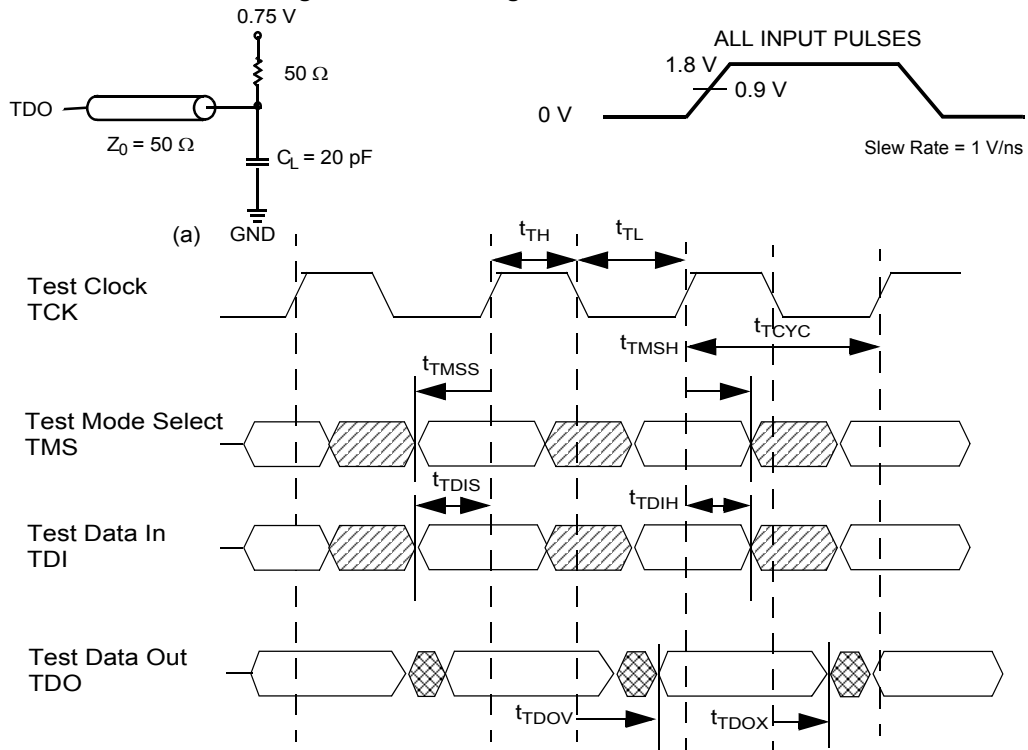 0.75 V
50 Ω
TDO
Z0 = 50 Ω
CL = 20 pF
(a) GND
ALL INPUT PULSES
1.8 V
0.9 V
0 V
Slew Rate = 1 V/ns
tTH
tTL
Test Clock
TCK
tTMSH
tTCYC
tTMSS
Test Mode Select
TMS
tTDIS
tTDIH
Test Data In
TDI
Test Data Out
TDO
tTDOV
tTDOX